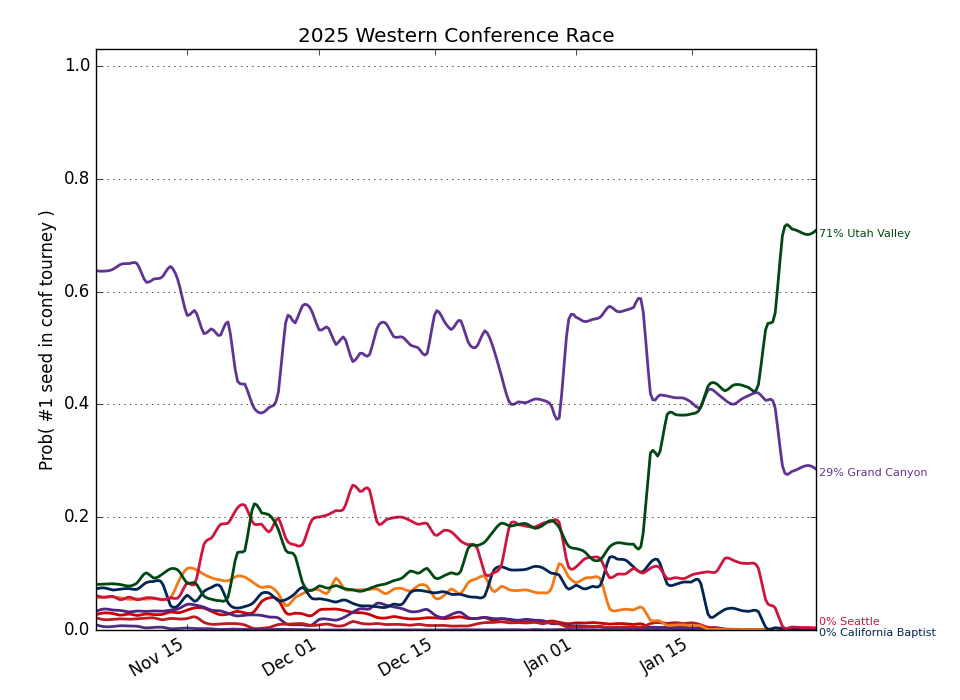 2025 Western Conference Race
Prob( #1 seed in conf tourney )
1.0
0.8
0.6
0.4
0.2
0.0
71% Utah Valley
29% Grand Canyon
0% Seattle
0% California Baptist
Nov 15
Dec 01
Dec 15
Jan 01
Jan 15